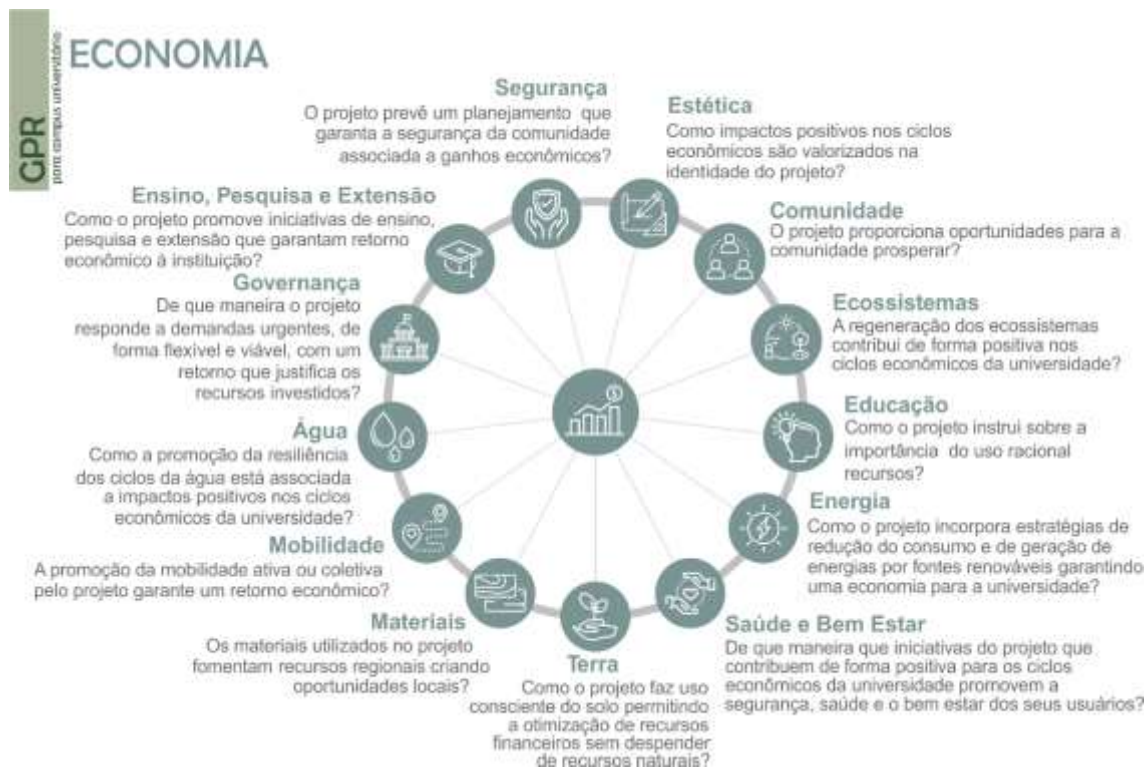 GPR
para campus universitário
ECONOMIA
Segurança
O projeto prevê um planejamento que
garanta a segurança da comunidade
associada a ganhos econômicos?
Estética
Como impactos positivos nos ciclos
econômicos são valorizados na
identidade do projeto?
Comunidade
O projeto proporciona oportunidades para a
comunidade prosperar?
Ecossistemas
A regeneração dos ecossistemas
contribui de forma positiva nos
ciclos econômicos da universidade?
Educação
Como o projeto instrui sobre a
importância do uso racional
recursos?
Energia
Como o projeto incorpora estratégias de
redução do consumo e de geração de
energias por fontes renováveis garantindo
uma economia para a universidade?
Saúde e Bem Estar
De que maneira que iniciativas do projeto que
contribuem de forma positiva para os ciclos
econômicos da universidade promovem a
segurança, saúde e o bem estar dos seus usuários?
Terra
Como o projeto faz uso
consciente do solo permitindo
a otimização de recursos
financeiros sem despender
de recursos naturais?
Materiais
Os materiais utilizados no projeto
fomentam recursos regionais criando
oportunidades locais?
Mobilidade
A promoção da mobilidade ativa ou coletiva
pelo projeto garante um retorno econômico?
Água
Como a promoção da resiliência
dos ciclos da água está associada
a impactos positivos nos ciclos
econômicos da universidade?
Governança
De que maneira o projeto
responde a demandas urgentes, de
forma flexível e viável, com um
retorno que justifica os
recursos investidos?
Ensino, Pesquisa e Extensão
Como o projeto promove iniciativas de ensino,
pesquisa e extensão que garantam retorno
econômico à instituição?